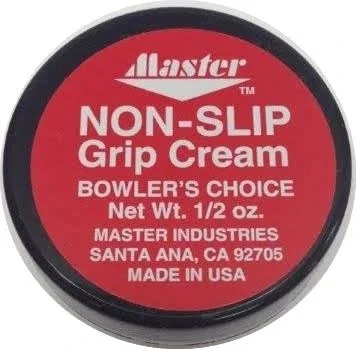 Master
TM
NON-SLIP
Grip Cream
BOWLER'S CHOICE
Net Wt. 1/2 oz.
MASTER INDUSTRIES
SANTA ANA, CA 92705
MADE IN USA